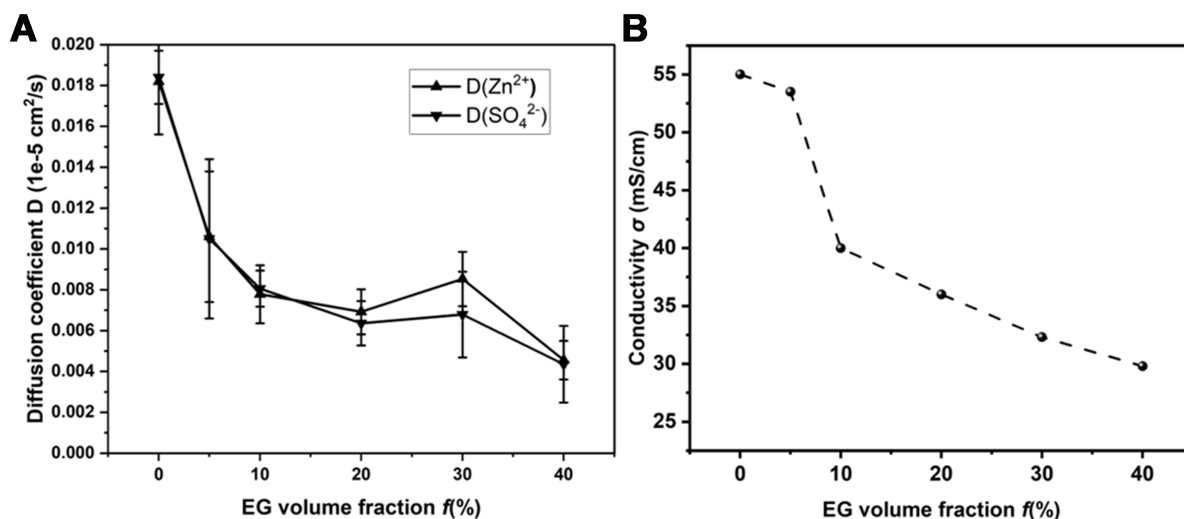 A
0.020
0.018
0.016
0.014
0.012
0.010
0.008
0.006
0.004
0.002
0.000
Diffusion coefficient D (1e-5 cm²/s)
D(Zn²⁺)
D(SO₄²⁻)
0 10 20 30 40
EG volume fraction f(%)
B
55
50
45
40
35
30
25
Conductivity σ (mS/cm)
0 10 20 30 40
EG volume fraction f(%)